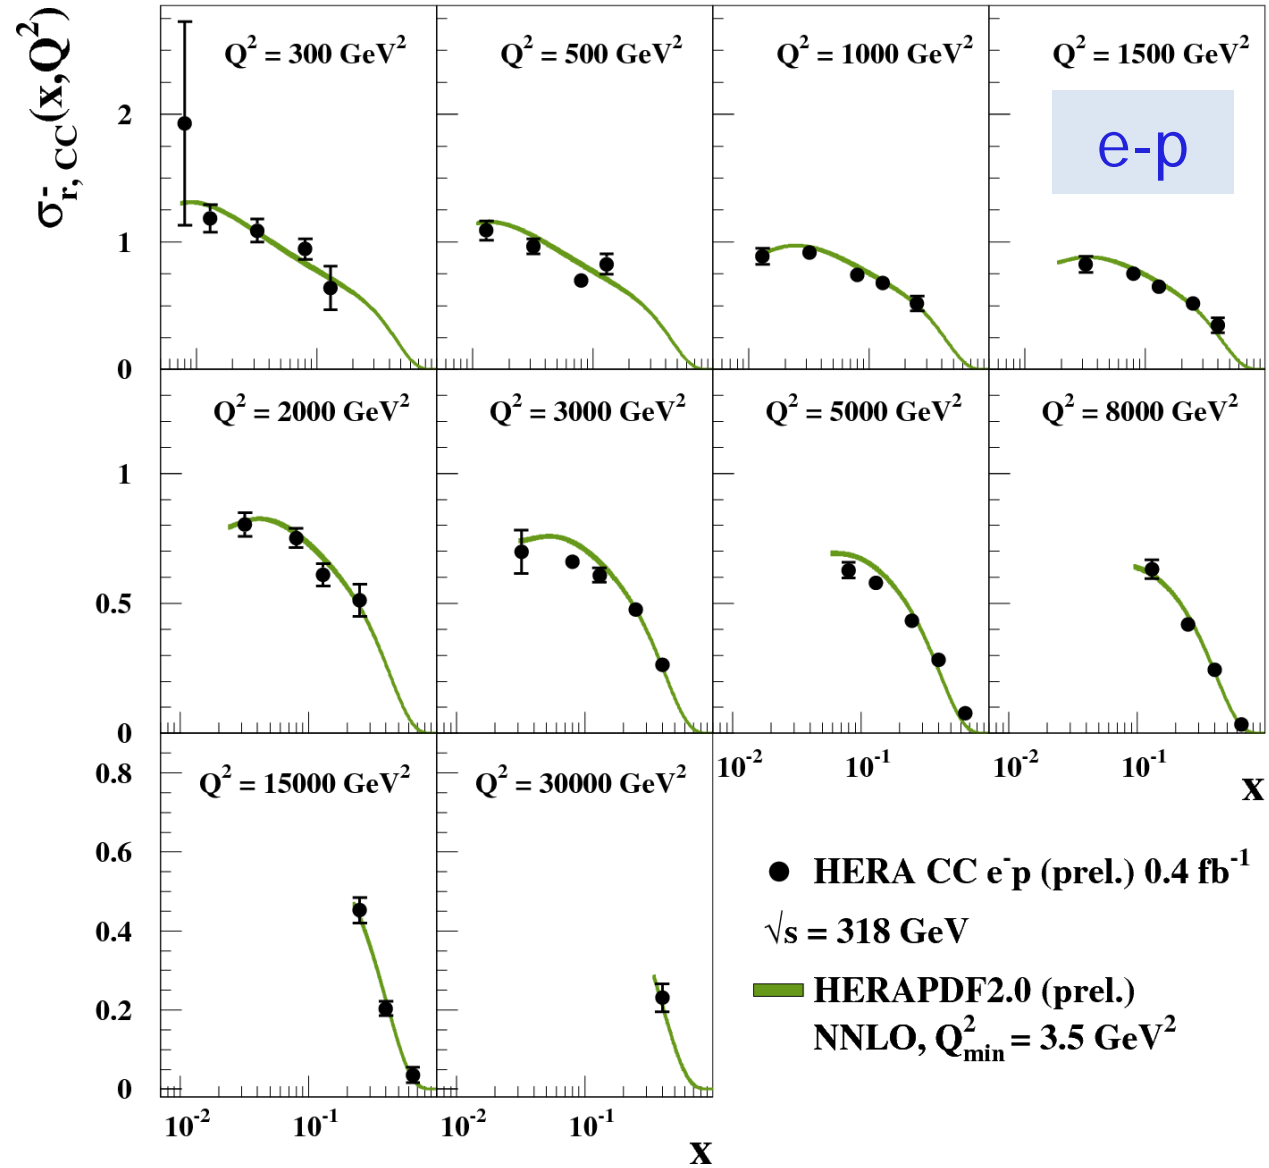 σ⁻r, CC(x,Q²)
Q² = 300 GeV²
Q² = 500 GeV²
Q² = 1000 GeV²
Q² = 1500 GeV²
e-p
2
1
0
Q² = 2000 GeV²
Q² = 3000 GeV²
Q² = 5000 GeV²
Q² = 8000 GeV²
1
0.5
0
10⁻² 10⁻¹ 10⁻² 10⁻¹
x
Q² = 15000 GeV²
Q² = 30000 GeV²
0.8
0.6
0.4
0.2
0
HERA CC e⁻p (prel.) 0.4 fb⁻¹
√s = 318 GeV
HERAPDF2.0 (prel.)
NNLO, Q²min = 3.5 GeV²
10⁻² 10⁻¹ 10⁻² 10⁻¹
x